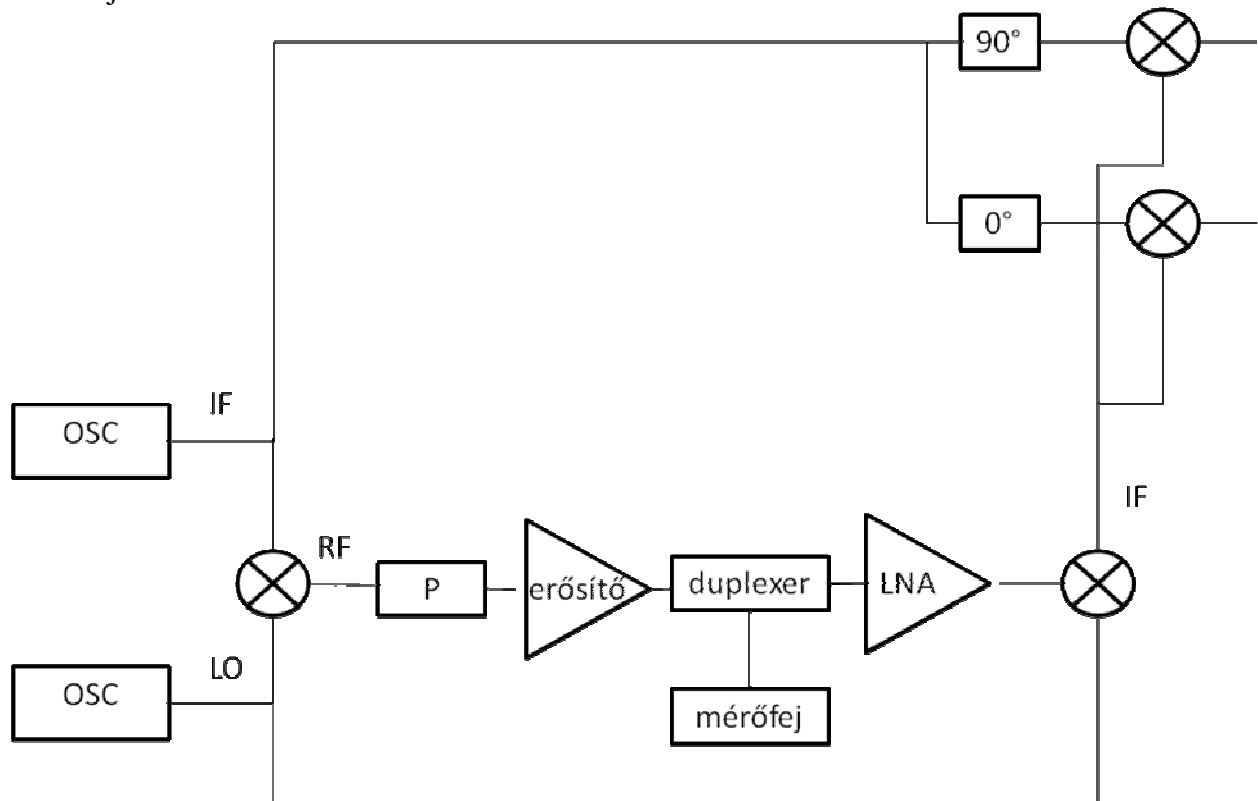 90°
0°
OSC
IF
IF
RF
P
erősítő
duplexer
LNA
OSC
LO
mérőfej